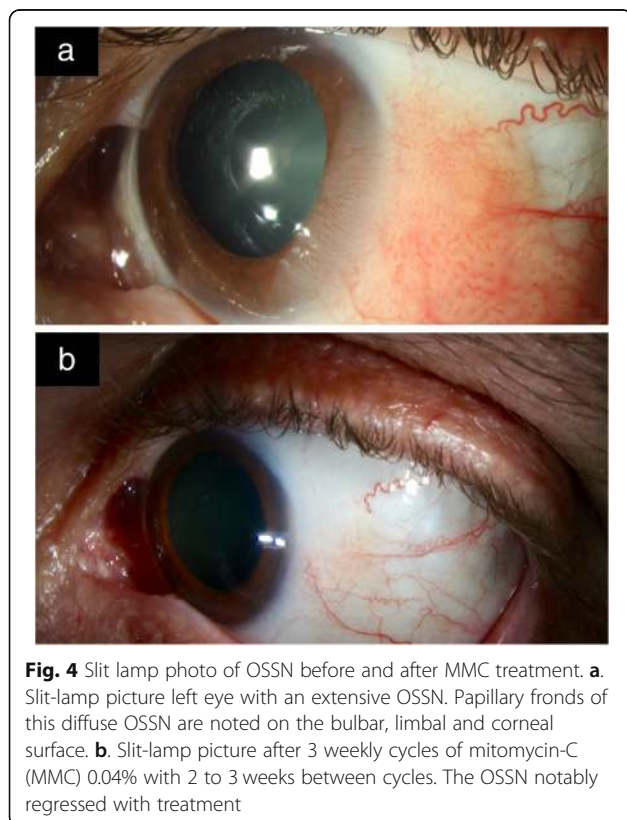 a
b
Fig. 4 Slit lamp photo of OSSN before and after MMC treatment. a.
Slit-lamp picture left eye with an extensive OSSN. Papillary fronds of
this diffuse OSSN are noted on the bulbar, limbal and corneal
surface. b. Slit-lamp picture after 3 weekly cycles of mitomycin-C
(MMC) 0.04% with 2 to 3 weeks between cycles. The OSSN notably
regressed with treatment